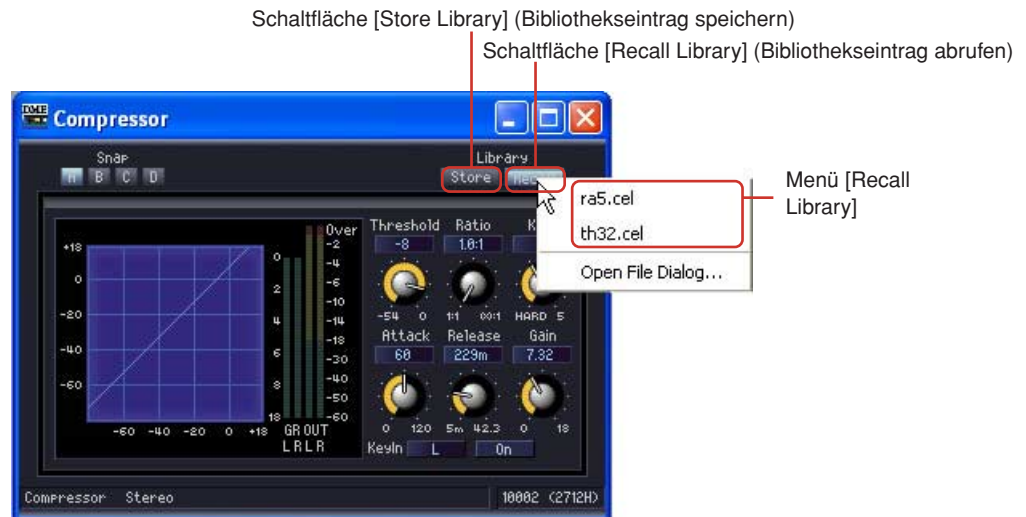 Schaltfläche [Store Library] (Bibliothekseintrag speichern)
Schaltfläche [Recall Library] (Bibliothekseintrag abrufen)
DME
Compressor
Snap
Library
A B C D
Store
ra5.cel
th32.cel
Open File Dialog...
Menü [Recall
Library]
Threshold Ratio
-8 1.0:1
-54 0 1:1 ∞:1 HARD 5
Attack Release Gain
60 229m 7.32
0 120 5m 42.3 0 18
KeyIn L On
+18
0
-20
-40
-60
-60 -40 -20 0 +18
0
2
4
6
8
18
Over
-2
-4
-6
-10
-14
-18
-30
-40
-50
-60
GR OUT
L R L R
Compressor Stereo
10002 (2712H)